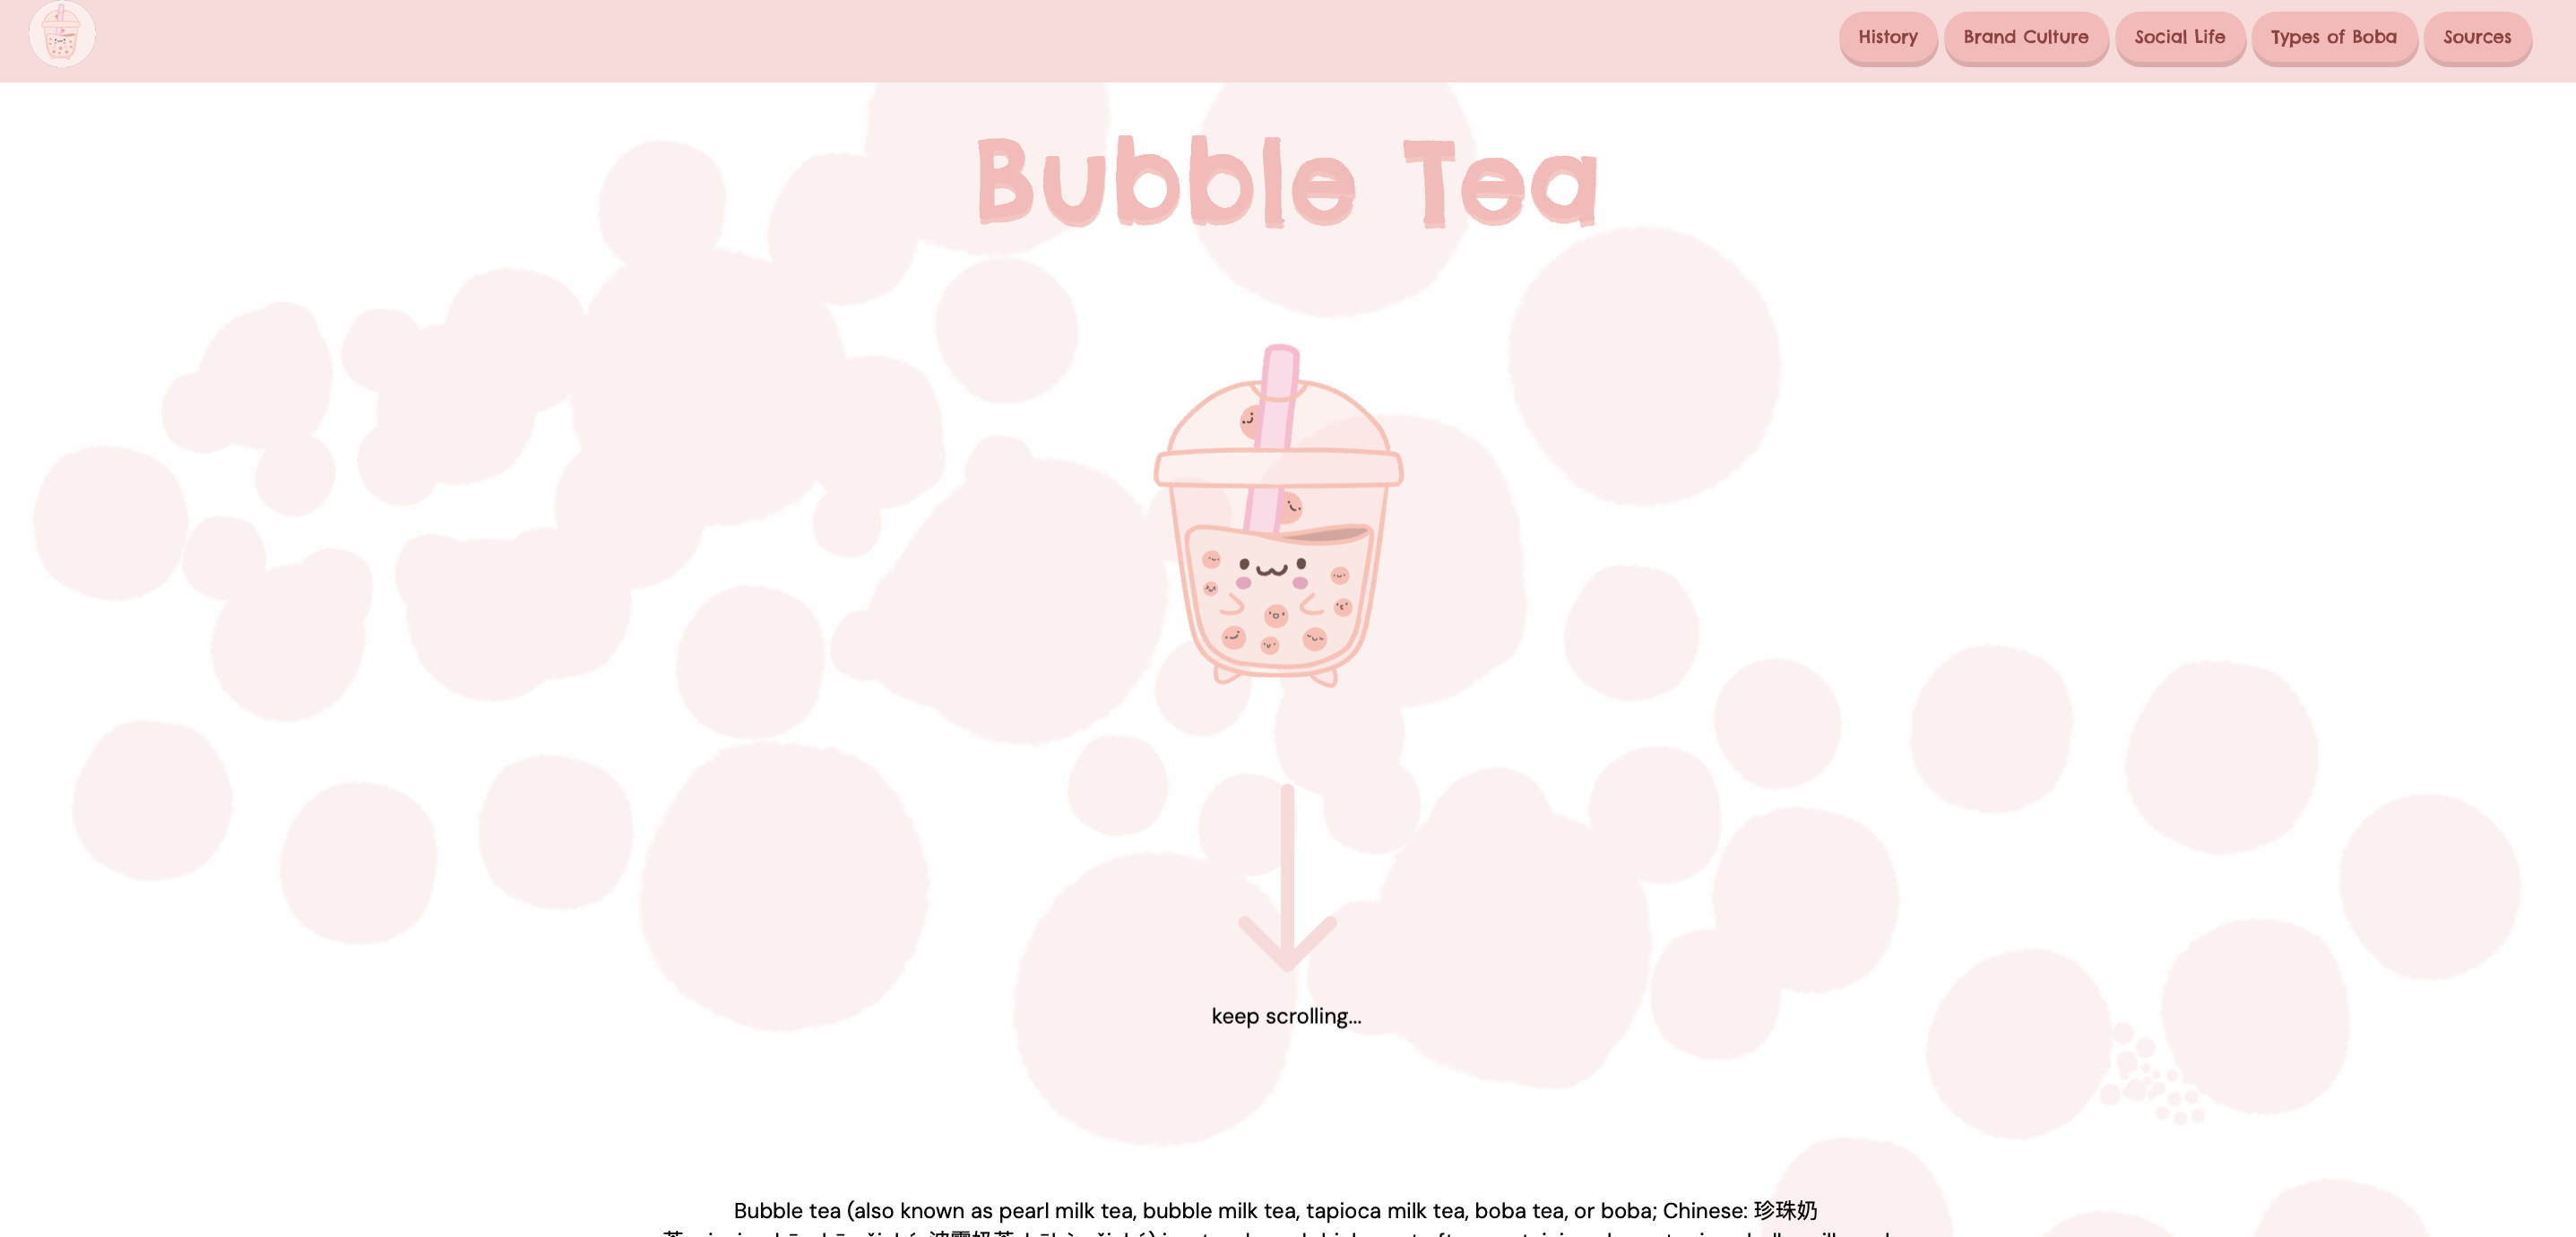 History
Brand Culture
Social Life
Types of Boba
Sources
Bubble Tea
keep scrolling...
Bubble tea (also known as pearl milk tea, bubble milk tea, tapioca milk tea, boba tea, or boba; Chinese: 珍珠奶